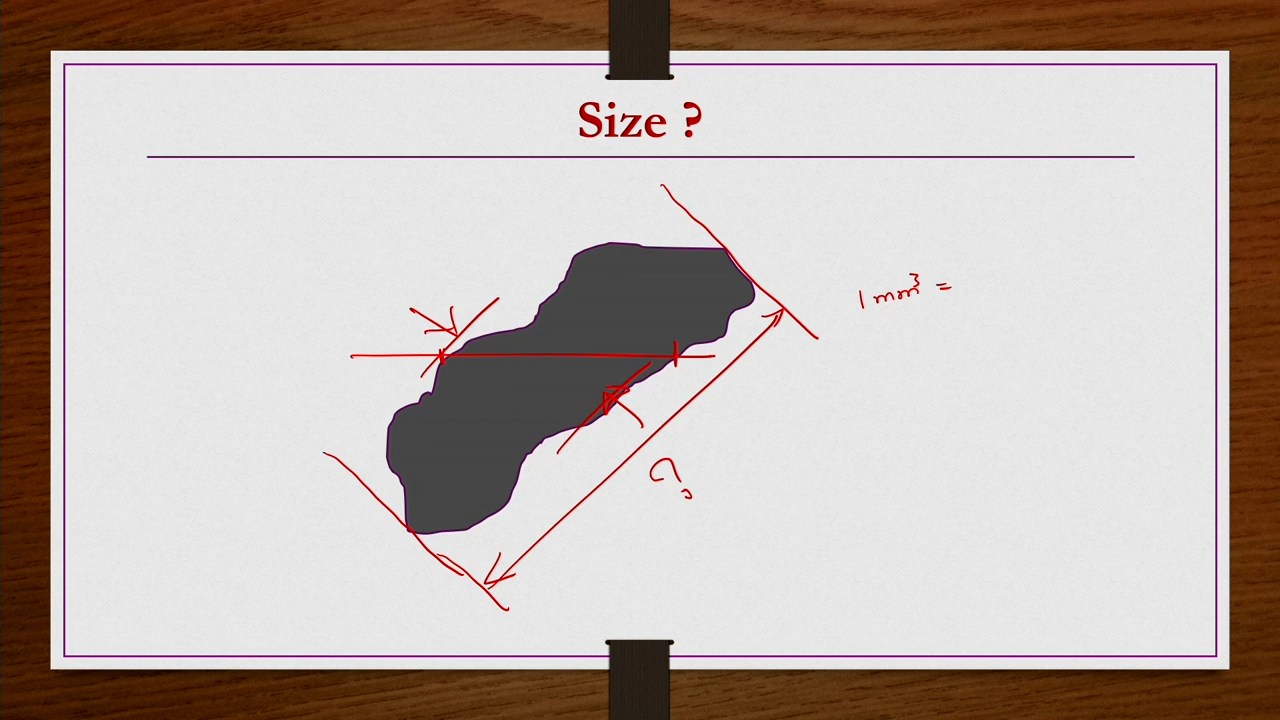 Size ?
1 mm³ =